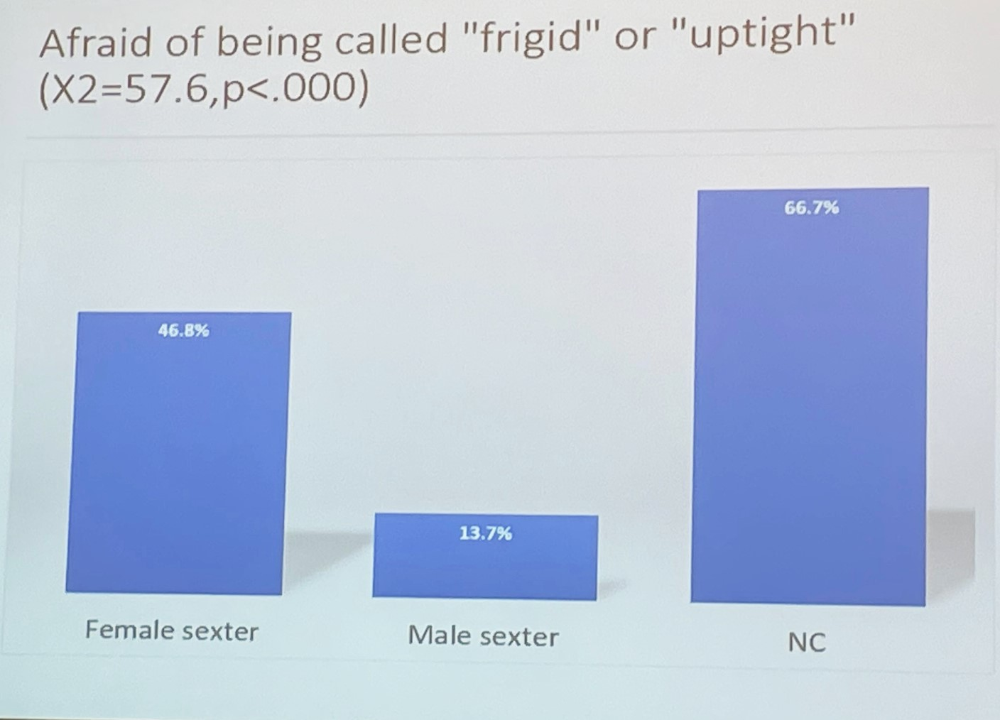 Afraid of being called "frigid" or "uptight"
(X2=57.6,p<.000)
66.7%
46.8%
13.7%
Female sexter
Male sexter
NC